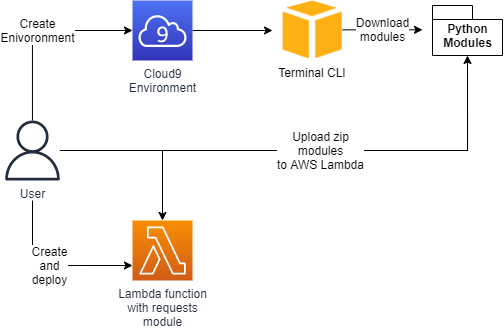 Create
Enivoronment
9
Cloud9
Environment
Terminal CLI
Download
modules
Python
Modules
Upload zip
modules
to AWS Lambda
User
Create
and
deploy
Lambda function
with requests
module